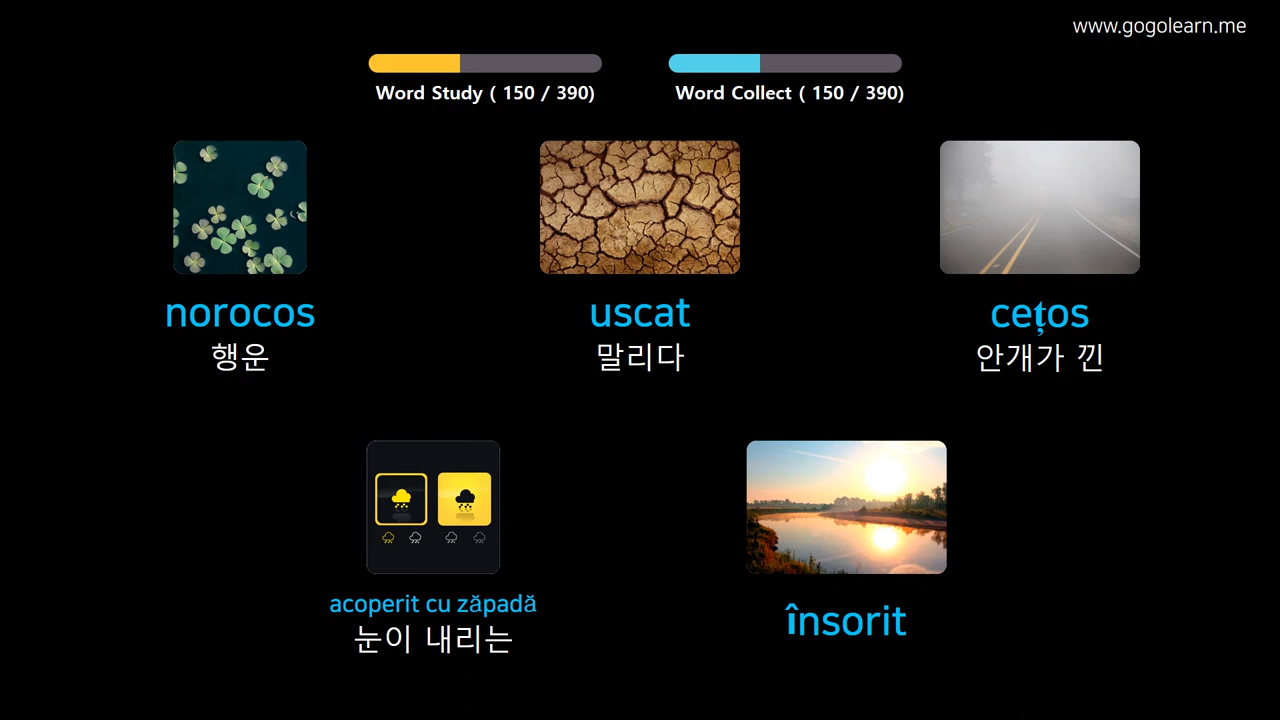 www.gogolearn.me
Word Study ( 150 / 390)
Word Collect ( 150 / 390)
norocos
행운
uscat
말리다
cețos
안개가 낀
acoperit cu zăpadă
눈이 내리는
însorit